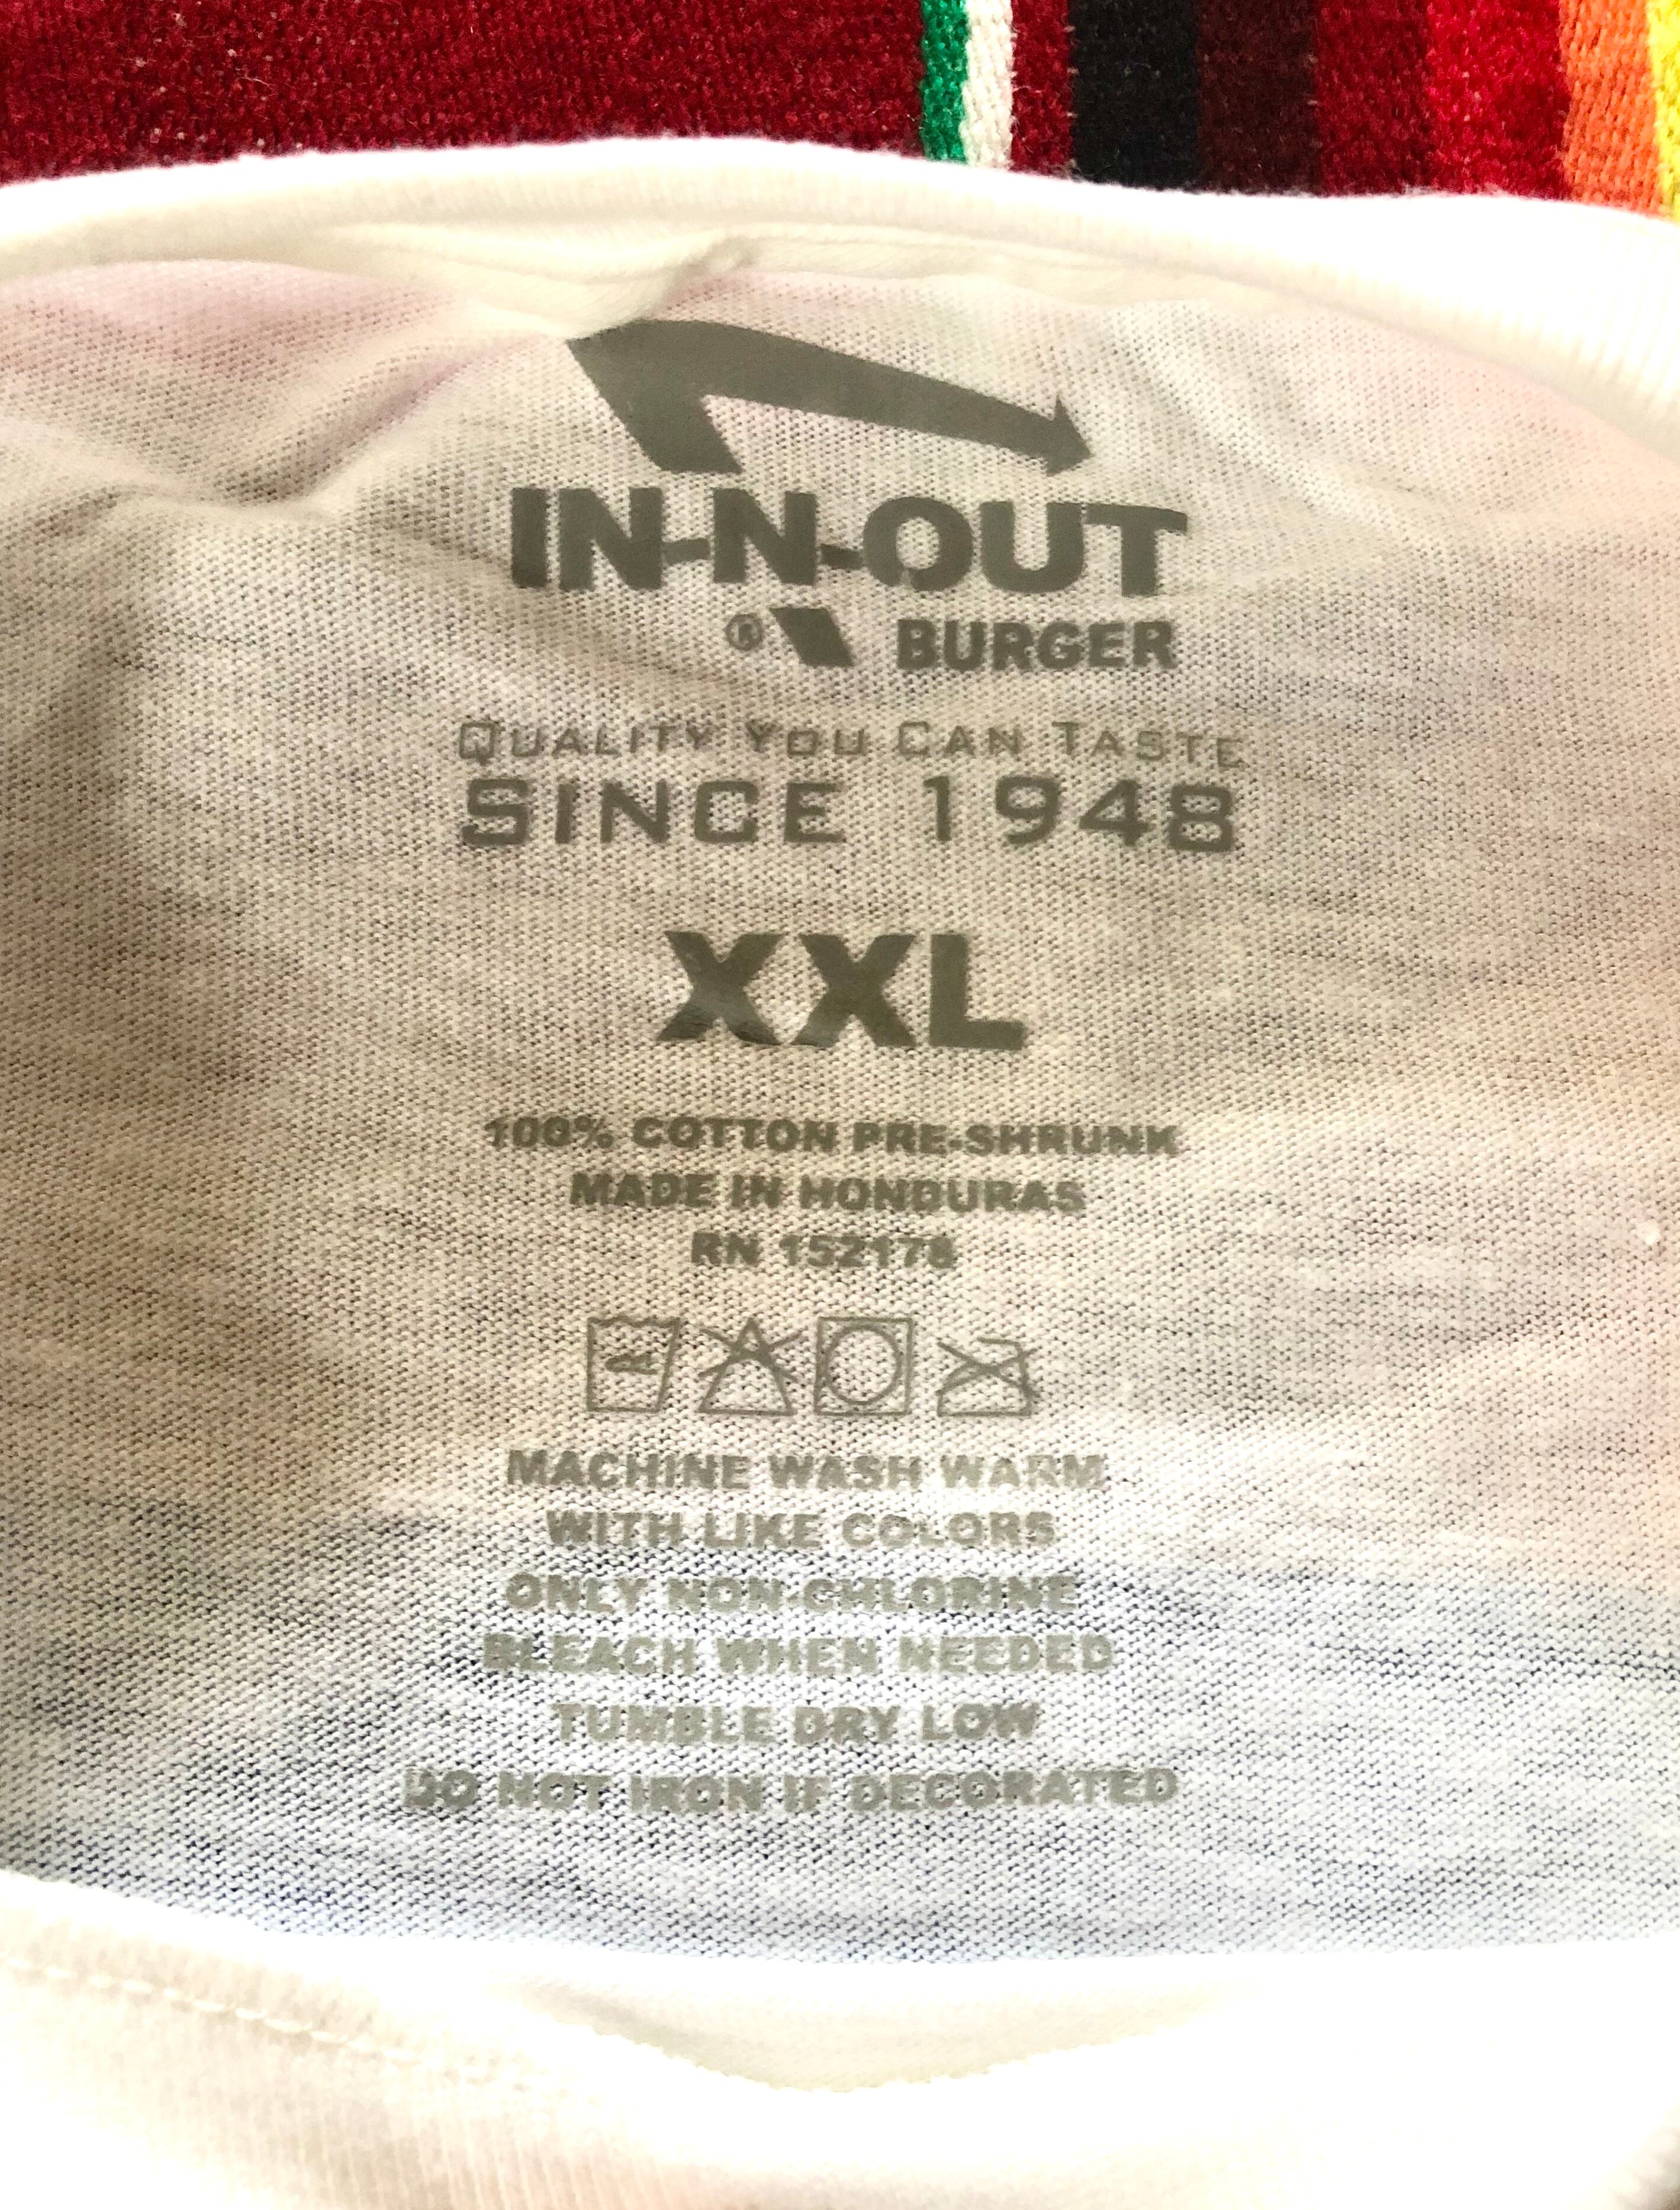 IN-N-OUT
® BURGER
QUALITY YOU CAN TASTE
SINCE 1948
XXL
100% COTTON PRE-SHRUNK
MADE IN HONDURAS
RN 152178
MACHINE WASH WARM
WITH LIKE COLORS
ONLY NON-CHLORINE
BLEACH WHEN NEEDED
TUMBLE DRY LOW
DO NOT IRON IF DECORATED